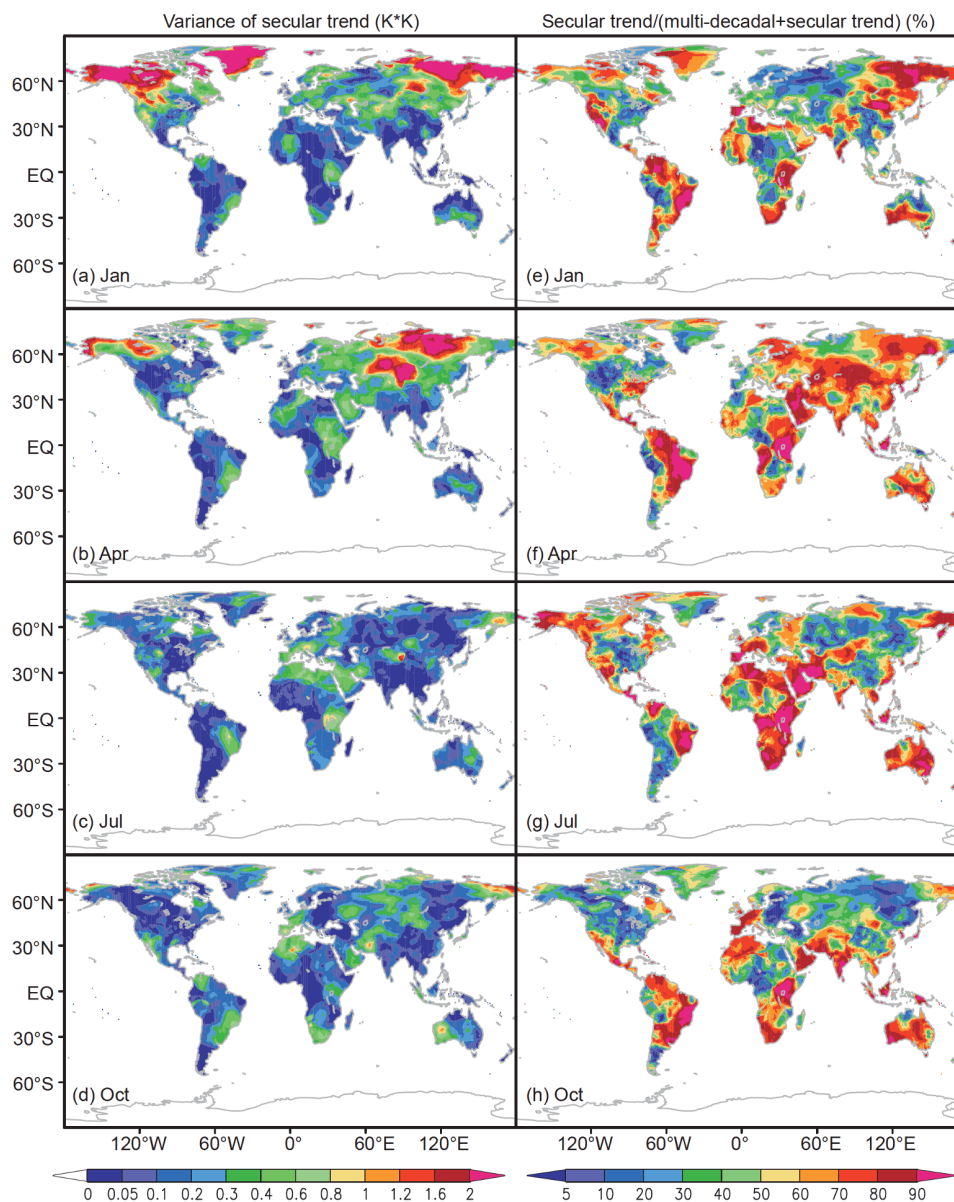 Variance of secular trend (K*K)
Secular trend/(multi-decadal+secular trend) (%)
60°N
30°N
EQ
30°S
60°S
(a) Jan
(e) Jan
60°N
30°N
EQ
30°S
60°S
(b) Apr
(f) Apr
60°N
30°N
EQ
30°S
60°S
(c) Jul
(g) Jul
60°N
30°N
EQ
30°S
60°S
(d) Oct
(h) Oct
120°W 60°W 0° 60°E 120°E
120°W 60°W 0° 60°E 120°E
0 0.05 0.1 0.2 0.3 0.4 0.6 0.8 1 1.2 1.6 2
5 10 20 30 40 50 60 70 80 90